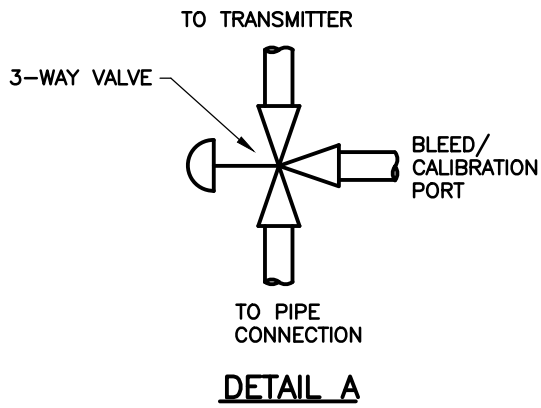 TO TRANSMITTER
3-WAY VALVE
BLEED/
CALIBRATION
PORT
TO PIPE
CONNECTION
DETAIL A